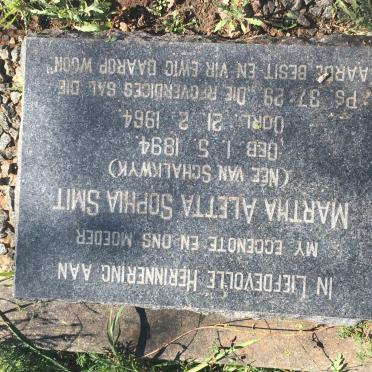 IN LIEFDEVOLLE HERINNERING AAN
MY EGGENOTE EN ONS MOEDER
MARTHA ALETTA SOPHIA SMIT
(NEE VAN SCHALKWYK)
GEB. 1. 5. 1894
OORL. 21. 2. 1964.
PS. 37:29 "DIE REGVERDIGES SAL DIE
AARDE BESIT EN VIR EWIG DAAROP WOON"